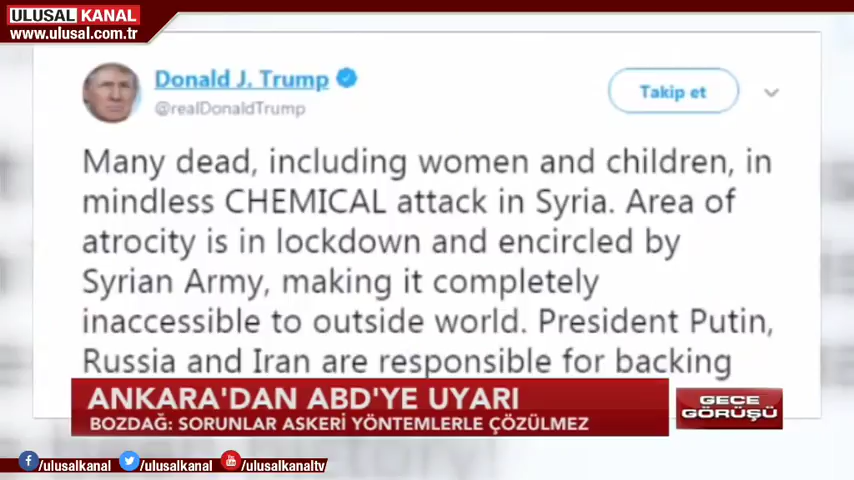 ULUSAL KANAL
www.ulusal.com.tr
Donald J. Trump
@realDonaldTrump
Takip et
Many dead, including women and children, in
mindless CHEMICAL attack in Syria. Area of
atrocity is in lockdown and encircled by
Syrian Army, making it completely
inaccessible to outside world. President Putin,
Russia and Iran are responsible for backing
ANKARA'DAN ABD'YE UYARI
BOZDAĞ: SORUNLAR ASKERİ YÖNTEMLERLE ÇÖZÜLMEZ
GECE
GÖRÜŞÜ
/ulusalkanal
/ulusalkanal
/ulusalkanaltv